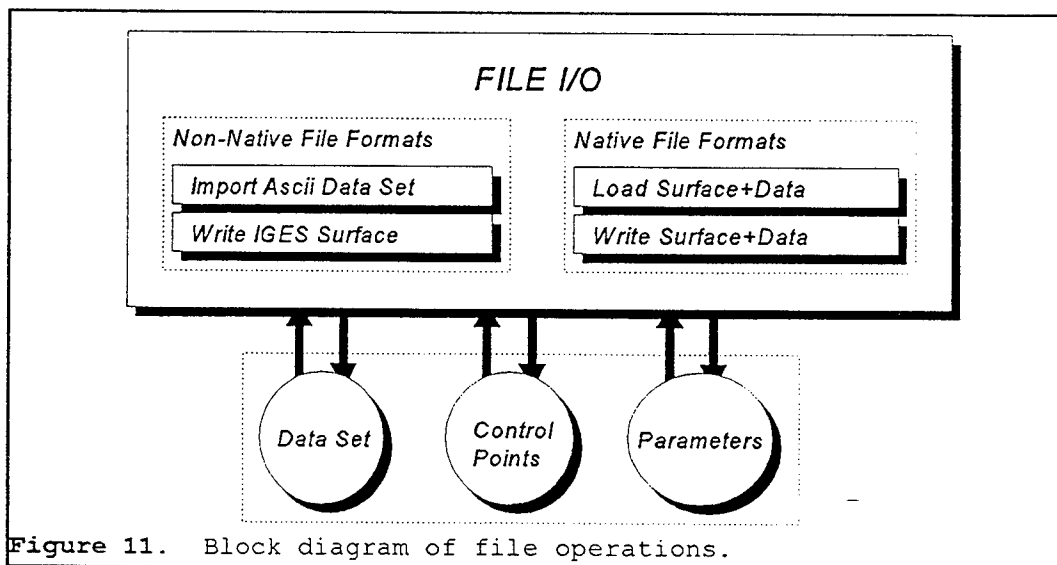 FILE I/O
Non-Native File Formats
Import Ascii Data Set
Write IGES Surface
Native File Formats
Load Surface+Data
Write Surface+Data
Data Set
Control
Points
Parameters
Figure 11. Block diagram of file operations.